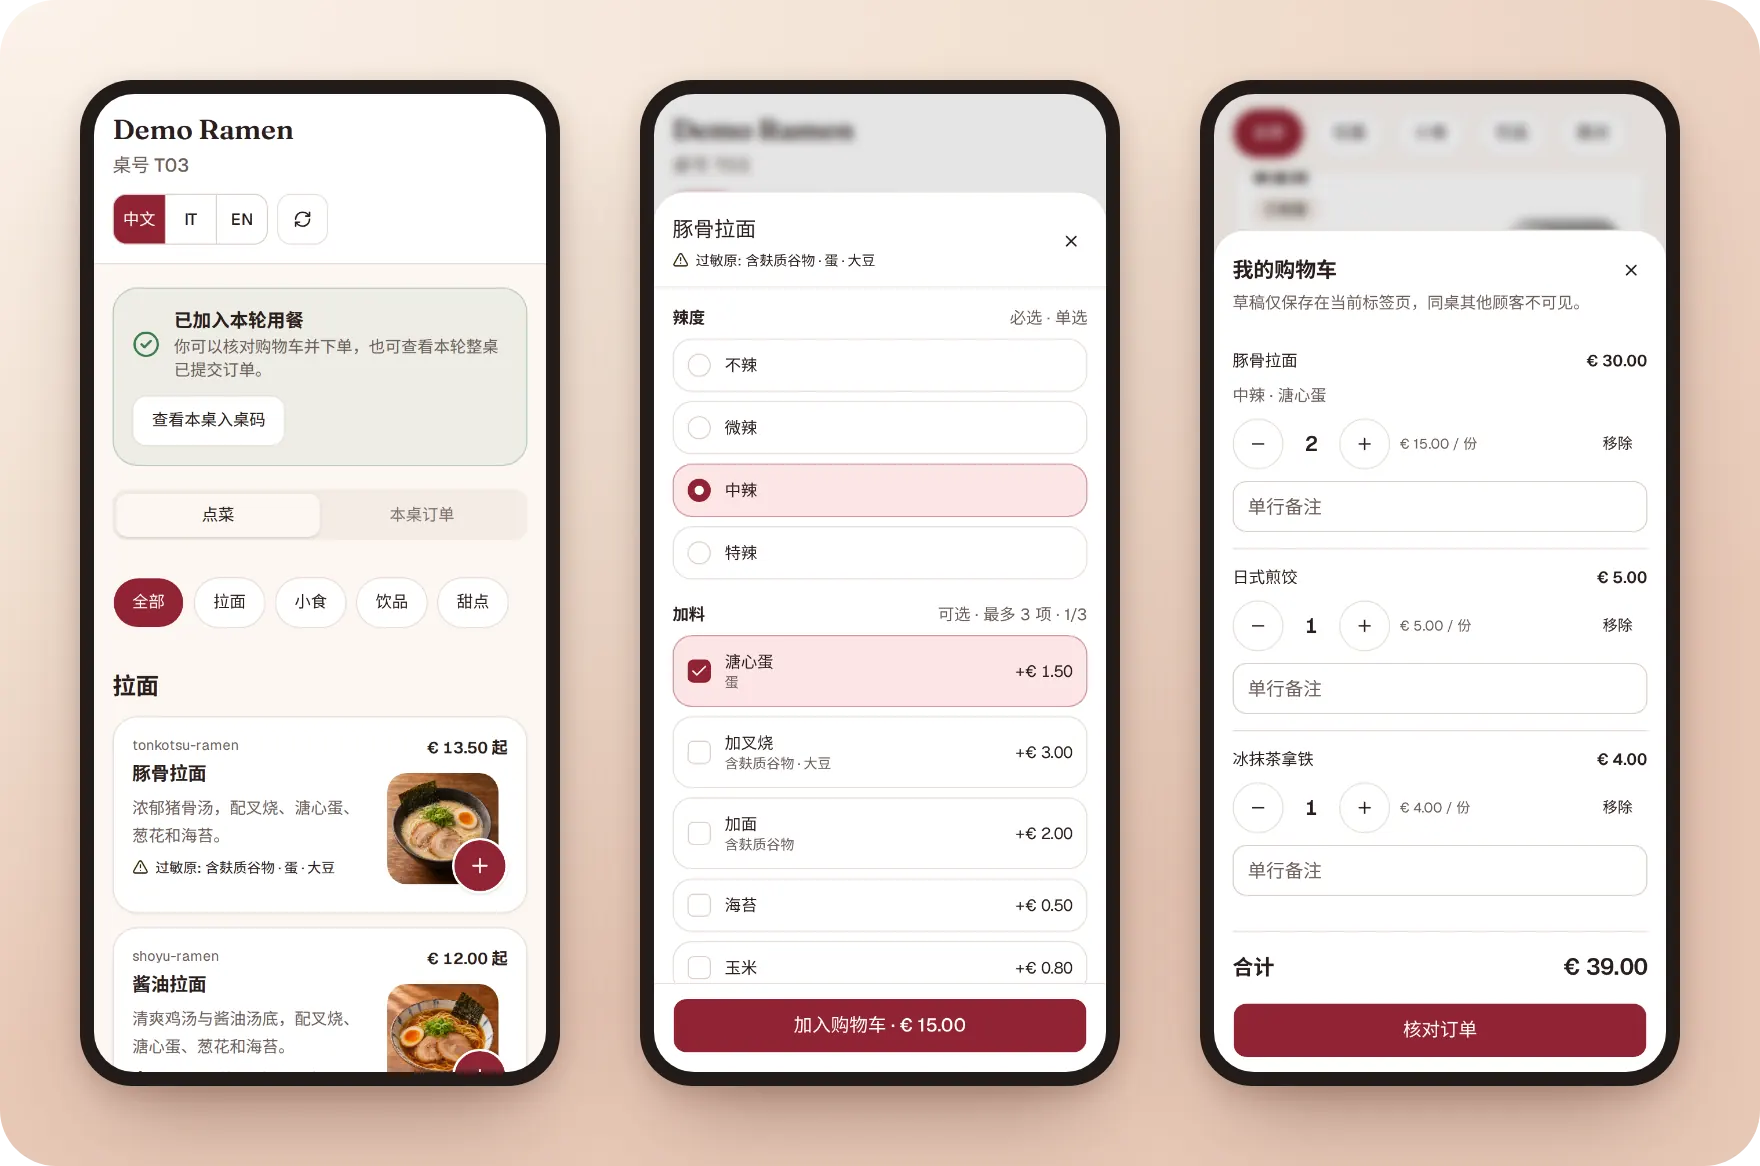 Demo Ramen
桌号 T03
中文 IT EN
已加入本轮用餐
你可以核对购物车并下单，也可查看本轮整桌
已提交订单。
查看本桌入桌码
点菜 本桌订单
全部 拉面 小食 饮品 甜点
拉面
tonkotsu-ramen € 13.50 起
豚骨拉面
浓郁猪骨汤，配叉烧、溏心蛋、
葱花和海苔。
过敏原: 含麸质谷物 · 蛋 · 大豆
shoyu-ramen € 12.00 起
酱油拉面
清爽鸡汤与酱油汤底，配叉烧、
溏心蛋、葱花和海苔。
Demo Ramen
桌号 T03
豚骨拉面
过敏原: 含麸质谷物 · 蛋 · 大豆
辣度 必选 · 单选
不辣
微辣
中辣
特辣
加料 可选 · 最多 3 项 · 1/3
溏心蛋 +€ 1.50
蛋
加叉烧 +€ 3.00
含麸质谷物 · 大豆
加面 +€ 2.00
含麸质谷物
海苔 +€ 0.50
玉米 +€ 0.80
加入购物车 · € 15.00
我的购物车
草稿仅保存在当前标签页，同桌其他顾客不可见。
豚骨拉面 € 30.00
中辣 · 溏心蛋
2 € 15.00 / 份 移除
单行备注
日式煎饺 € 5.00
1 € 5.00 / 份 移除
单行备注
冰抹茶拿铁 € 4.00
1 € 4.00 / 份 移除
单行备注
合计 € 39.00
核对订单